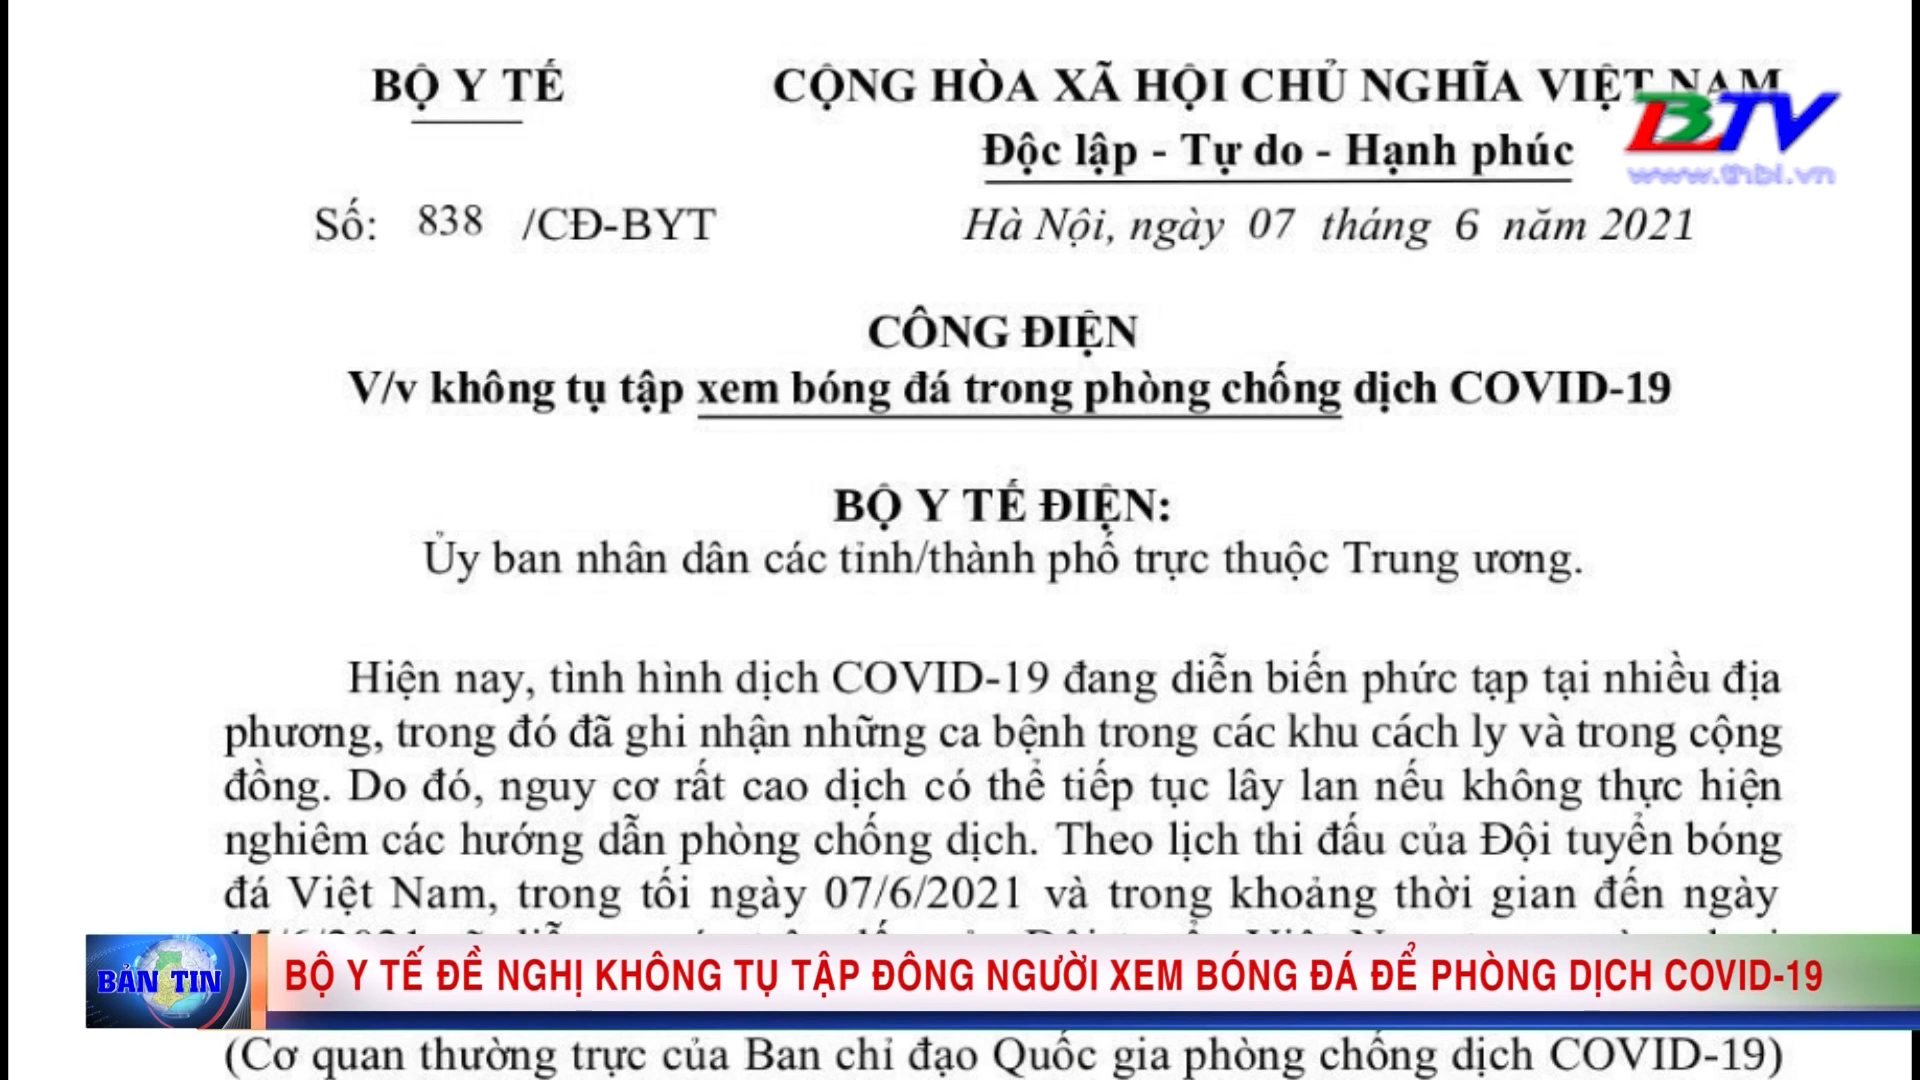 BỘ Y TẾ
CỘNG HÒA XÃ HỘI CHỦ NGHĨA VIỆT NAM
Độc lập - Tự do - Hạnh phúc
BTV
www.thbl.vn
Số: 838 /CĐ-BYT
Hà Nội, ngày 07 tháng 6 năm 2021
CÔNG ĐIỆN
V/v không tụ tập xem bóng đá trong phòng chống dịch COVID-19
BỘ Y TẾ ĐIỆN:
Ủy ban nhân dân các tỉnh/thành phố trực thuộc Trung ương.
Hiện nay, tình hình dịch COVID-19 đang diễn biến phức tạp tại nhiều địa
phương, trong đó đã ghi nhận những ca bệnh trong các khu cách ly và trong cộng
đồng. Do đó, nguy cơ rất cao dịch có thể tiếp tục lây lan nếu không thực hiện
nghiêm các hướng dẫn phòng chống dịch. Theo lịch thi đấu của Đội tuyển bóng
đá Việt Nam, trong tối ngày 07/6/2021 và trong khoảng thời gian đến ngày
BẢN TIN
BỘ Y TẾ ĐỀ NGHỊ KHÔNG TỤ TẬP ĐÔNG NGƯỜI XEM BÓNG ĐÁ ĐỂ PHÒNG DỊCH COVID-19
(Cơ quan thường trực của Ban chỉ đạo Quốc gia phòng chống dịch COVID-19)